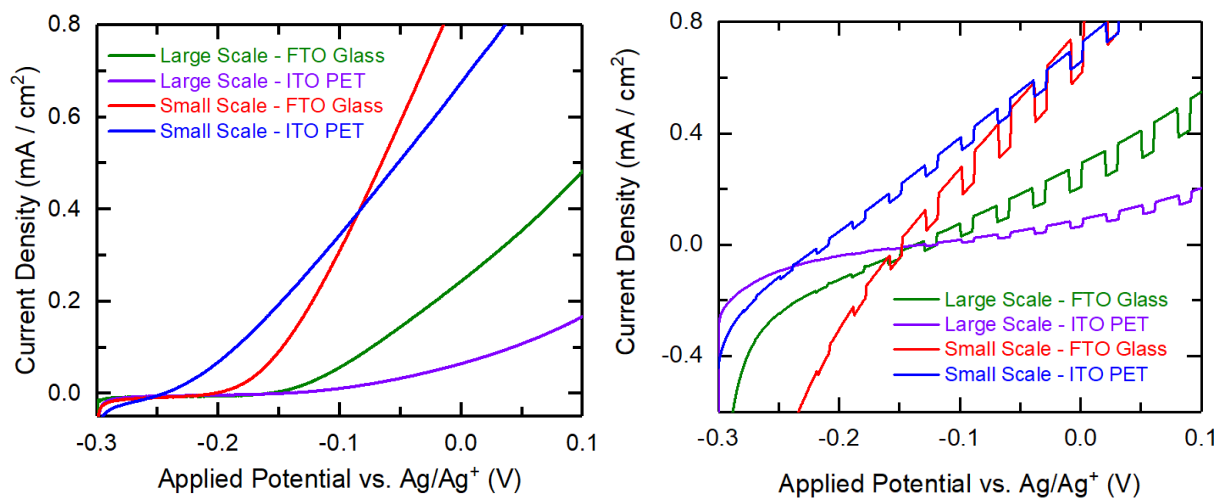 0.8
0.6
0.4
0.2
0.0
Current Density (mA / cm²)
Large Scale - FTO Glass
Large Scale - ITO PET
Small Scale - FTO Glass
Small Scale - ITO PET
-0.3 -0.2 -0.1 0.0 0.1
Applied Potential vs. Ag/Ag⁺ (V)
0.8
0.4
0.0
-0.4
Current Density (mA / cm²)
Large Scale - FTO Glass
Large Scale - ITO PET
Small Scale - FTO Glass
Small Scale - ITO PET
-0.3 -0.2 -0.1 0.0 0.1
Applied Potential vs. Ag/Ag⁺ (V)